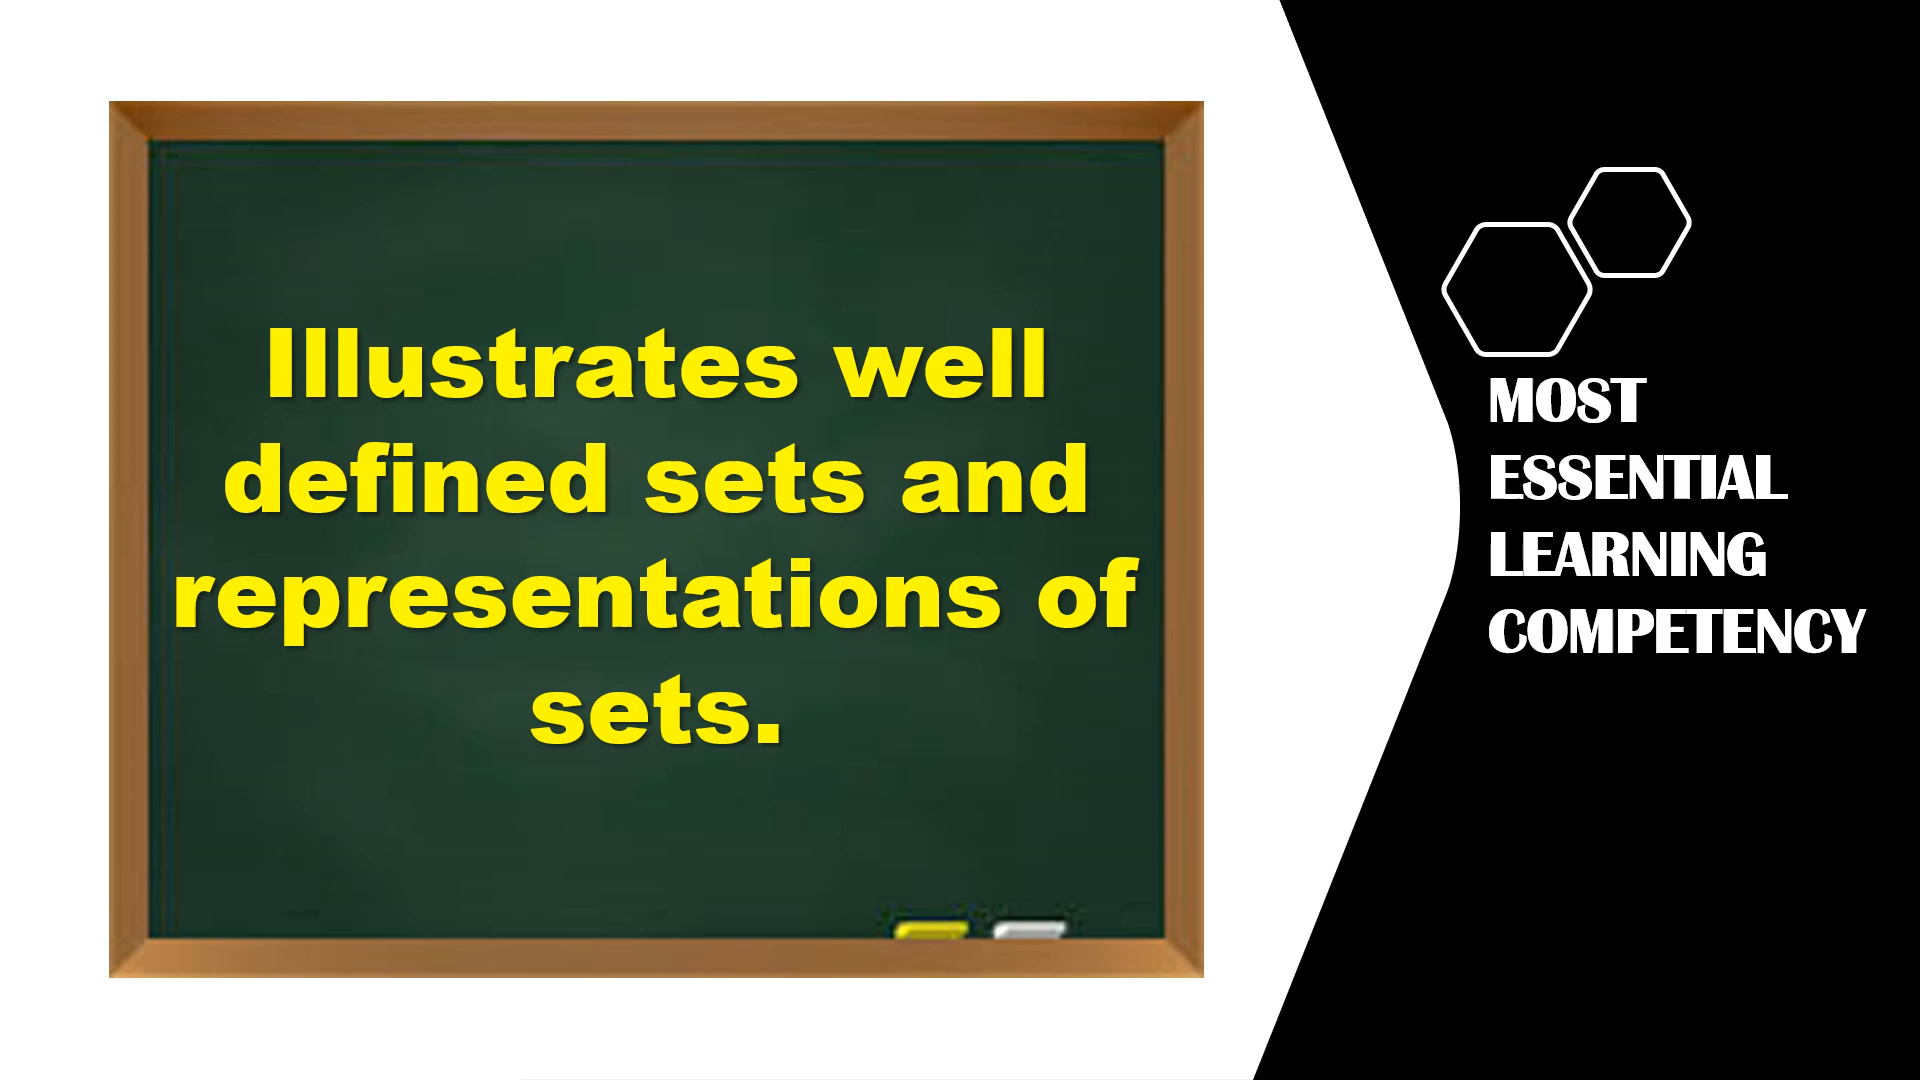 Illustrates well
defined sets and
representations of
sets.
MOST
ESSENTIAL
LEARNING
COMPETENCY